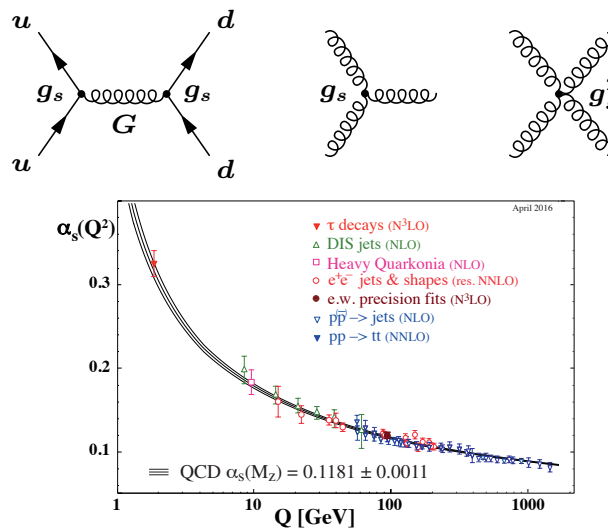 u d
g_s g_s g_s
G
u d
April 2016
α_s(Q²)
τ decays (N³LO)
DIS jets (NLO)
Heavy Quarkonia (NLO)
e⁺e⁻ jets & shapes (res. NNLO)
e.w. precision fits (N³LO)
pp̄ –> jets (NLO)
pp –> tt (NNLO)
0.3
0.2
0.1
QCD α_s(M_Z) = 0.1181 ± 0.0011
1 10 100 1000
Q [GeV]